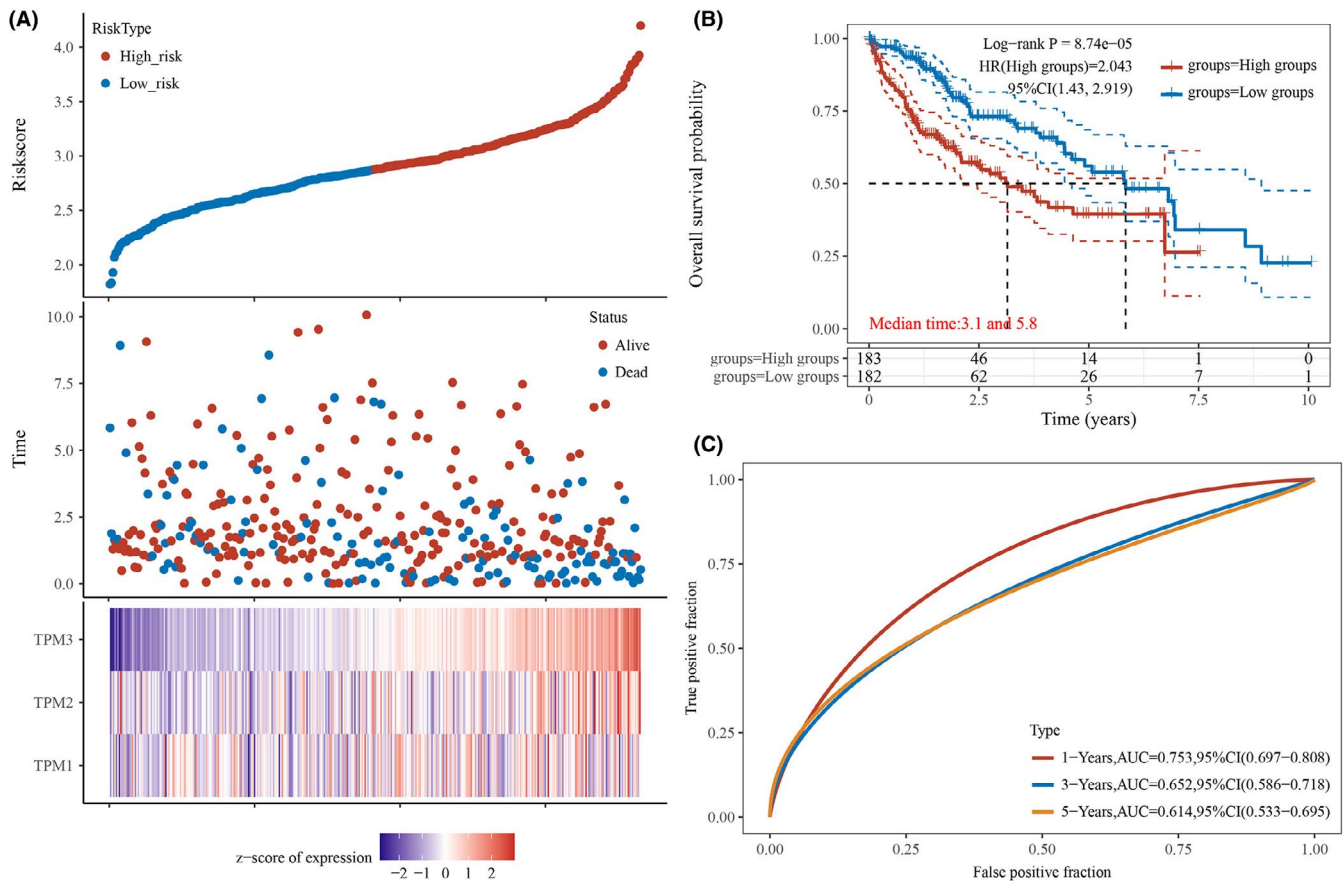 (A)
RiskType
High_risk
Low_risk
Riskscore
4.0
3.5
3.0
2.5
2.0
Status
Alive
Dead
Time
10.0
7.5
5.0
2.5
0.0
TPM3
TPM2
TPM1
z-score of expression
−2 −1 0 1 2
(B)
Log−rank P = 8.74e−05
HR(High groups)=2.043
95%CI(1.43, 2.919)
groups=High groups
groups=Low groups
Overall survival probability
1.00
0.75
0.50
0.25
0.00
Median time:3.1 and 5.8
groups=High groups 183 46 14 1 0
groups=Low groups 182 62 26 7 1
0 2.5 5.0 7.5 10
Time (years)
(C)
True positive fraction
1.00
0.75
0.50
0.25
0.00
Type
1−Years,AUC=0.753,95%CI(0.697−0.808)
3−Years,AUC=0.652,95%CI(0.586−0.718)
5−Years,AUC=0.614,95%CI(0.533−0.695)
0.00 0.25 0.50 0.75 1.00
False positive fraction